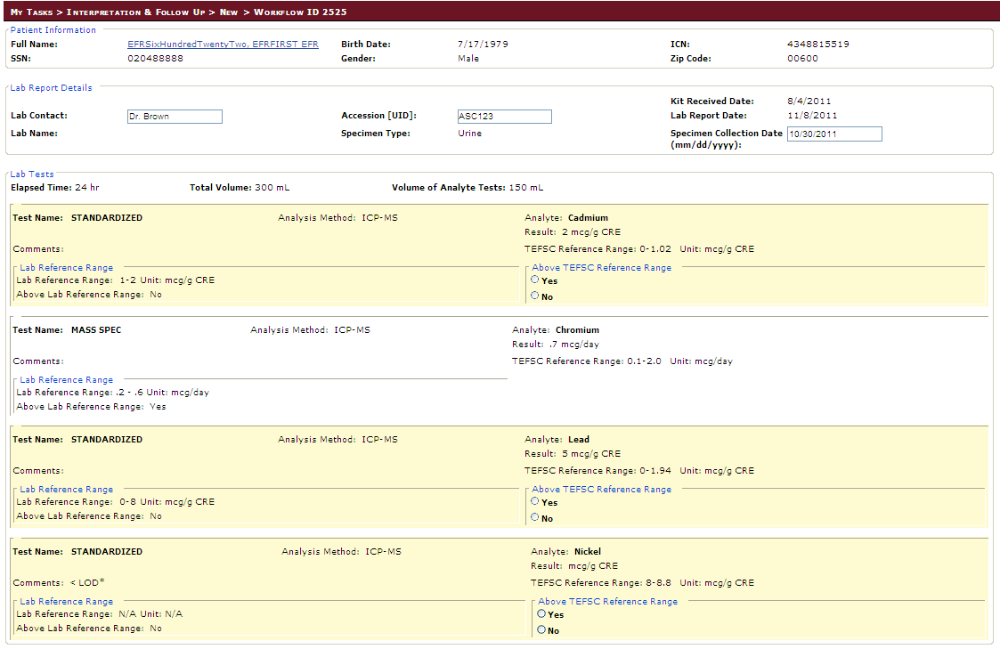 My Tasks > Interpretation & Follow Up > New > Workflow ID 2525
Patient Information
Full Name: EFRSixHundredTwentyTwo, EFRFIRST EFR Birth Date: 7/17/1979 ICN: 4348815519
SSN: 020488888 Gender: Male Zip Code: 00600
Lab Report Details
Kit Received Date: 8/4/2011
Lab Contact: Dr. Brown Accession [UID]: ASC123 Lab Report Date: 11/8/2011
Lab Name: Specimen Type: Urine Specimen Collection Date 10/30/2011
(mm/dd/yyyy):
Lab Tests
Elapsed Time: 24 hr Total Volume: 300 mL Volume of Analyte Tests: 150 mL
Test Name: STANDARDIZED Analysis Method: ICP-MS Analyte: Cadmium
Result: 2 mcg/g CRE
Comments: TEFSC Reference Range: 0-1.02 Unit: mcg/g CRE
Lab Reference Range Above TEFSC Reference Range
Lab Reference Range: 1-2 Unit: mcg/g CRE Yes
Above Lab Reference Range: No No
Test Name: MASS SPEC Analysis Method: ICP-MS Analyte: Chromium
Result: .7 mcg/day
Comments: TEFSC Reference Range: 0.1-2.0 Unit: mcg/day
Lab Reference Range
Lab Reference Range: .2 - .6 Unit: mcg/day
Above Lab Reference Range: Yes
Test Name: STANDARDIZED Analysis Method: ICP-MS Analyte: Lead
Result: 5 mcg/g CRE
Comments: TEFSC Reference Range: 0-1.94 Unit: mcg/g CRE
Lab Reference Range Above TEFSC Reference Range
Lab Reference Range: 0-8 Unit: mcg/g CRE Yes
Above Lab Reference Range: No No
Test Name: STANDARDIZED Analysis Method: ICP-MS Analyte: Nickel
Result: mcg/g CRE
Comments: < LOD* TEFSC Reference Range: 8-8.8 Unit: mcg/g CRE
Lab Reference Range Above TEFSC Reference Range
Lab Reference Range: N/A Unit: N/A Yes
Above Lab Reference Range: No No